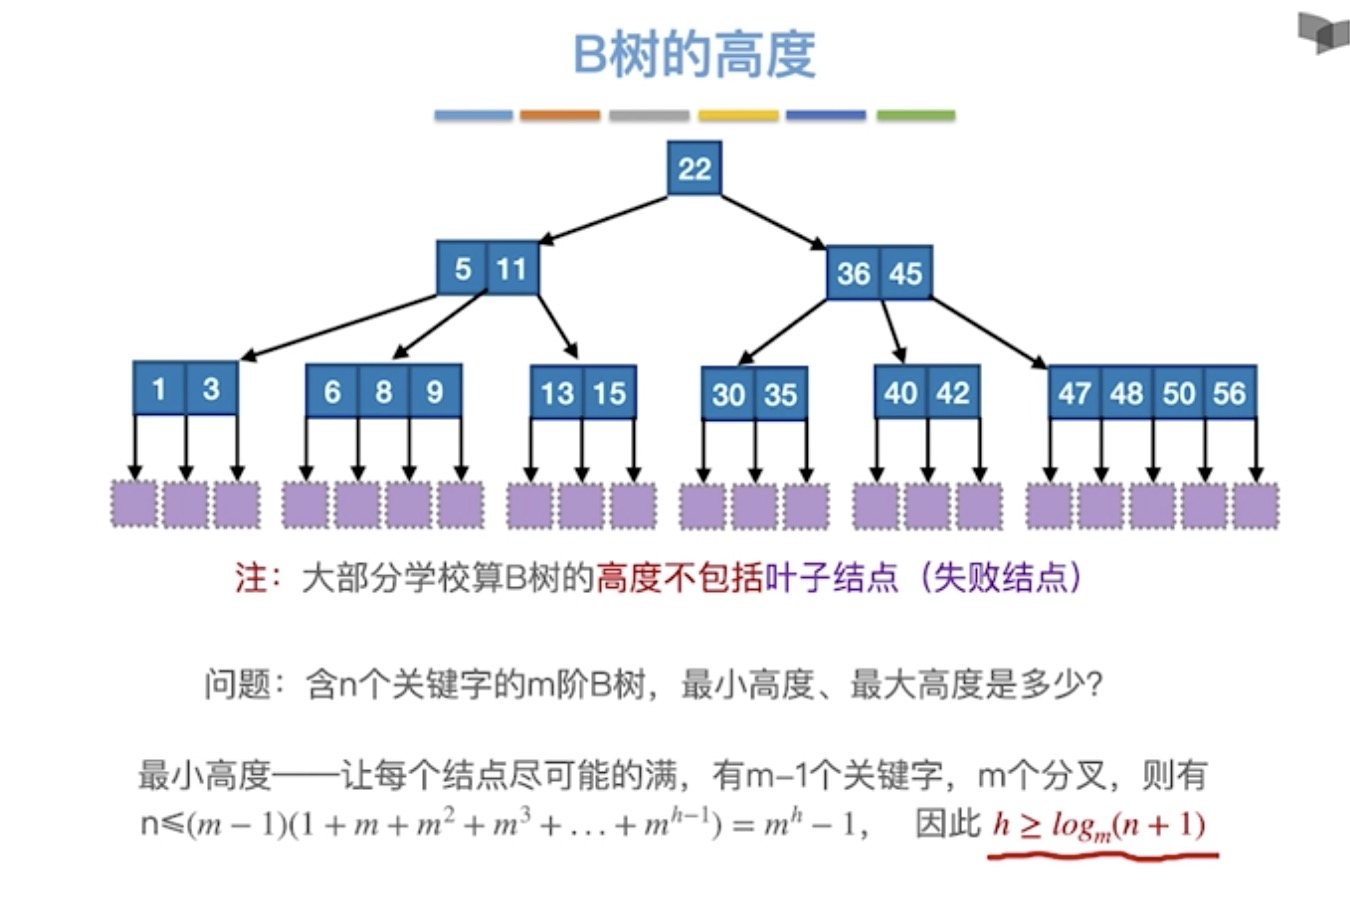 B树的高度
22
5 11
36 45
1 3
6 8 9
13 15
30 35
40 42
47 48 50 56
注：大部分学校算B树的高度不包括叶子结点（失败结点）
问题：含n个关键字的m阶B树，最小高度、最大高度是多少？
最小高度——让每个结点尽可能的满，有m-1个关键字，m个分叉，则有
n≤(m − 1)(1 + m + m² + m³ + … + mʰ⁻¹) = mʰ − 1， 因此 h ≥ logₘ(n + 1)